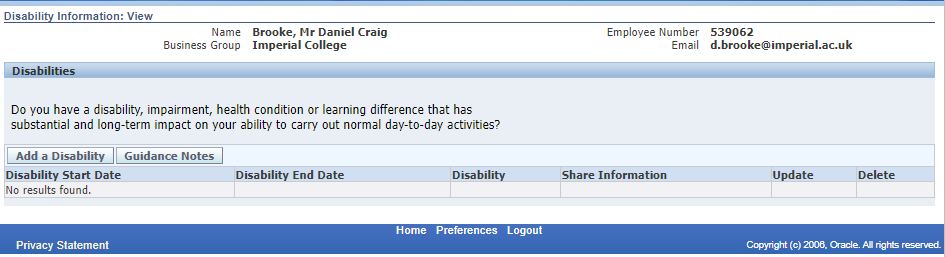 Disability Information: View
Name Brooke, Mr Daniel Craig Employee Number 539062
Business Group Imperial College Email d.brooke@imperial.ac.uk
Disabilities
Do you have a disability, impairment, health condition or learning difference that has
substantial and long-term impact on your ability to carry out normal day-to-day activities?
Add a Disability Guidance Notes
Disability Start Date Disability End Date Disability Share Information Update Delete
No results found.
Home Preferences Logout
Privacy Statement Copyright (c) 2006, Oracle. All rights reserved.